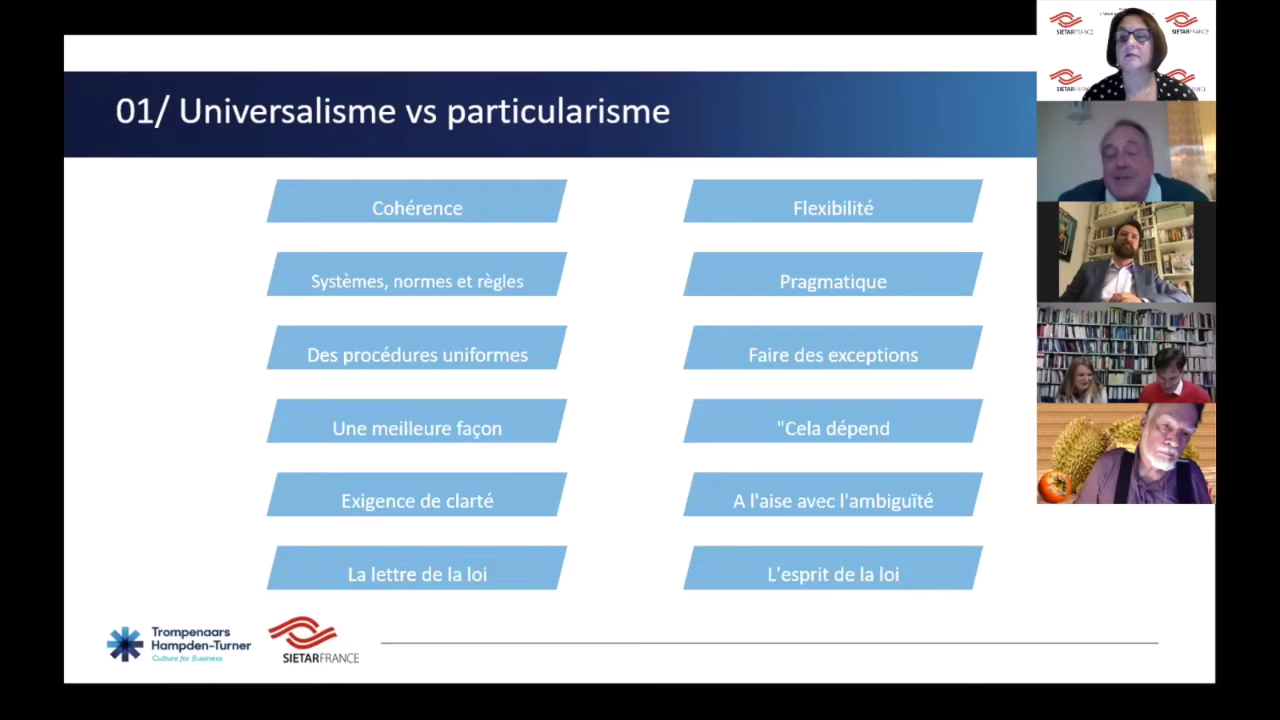 01/ Universalisme vs particularisme
Cohérence
Flexibilité
Systèmes, normes et règles
Pragmatique
Des procédures uniformes
Faire des exceptions
Une meilleure façon
"Cela dépend
Exigence de clarté
A l'aise avec l'ambiguïté
La lettre de la loi
L'esprit de la loi
Trompenaars
Hampden-Turner
Culture for Business
SIETARFRANCE
SIETARFRANCE
SIETARFRANCE